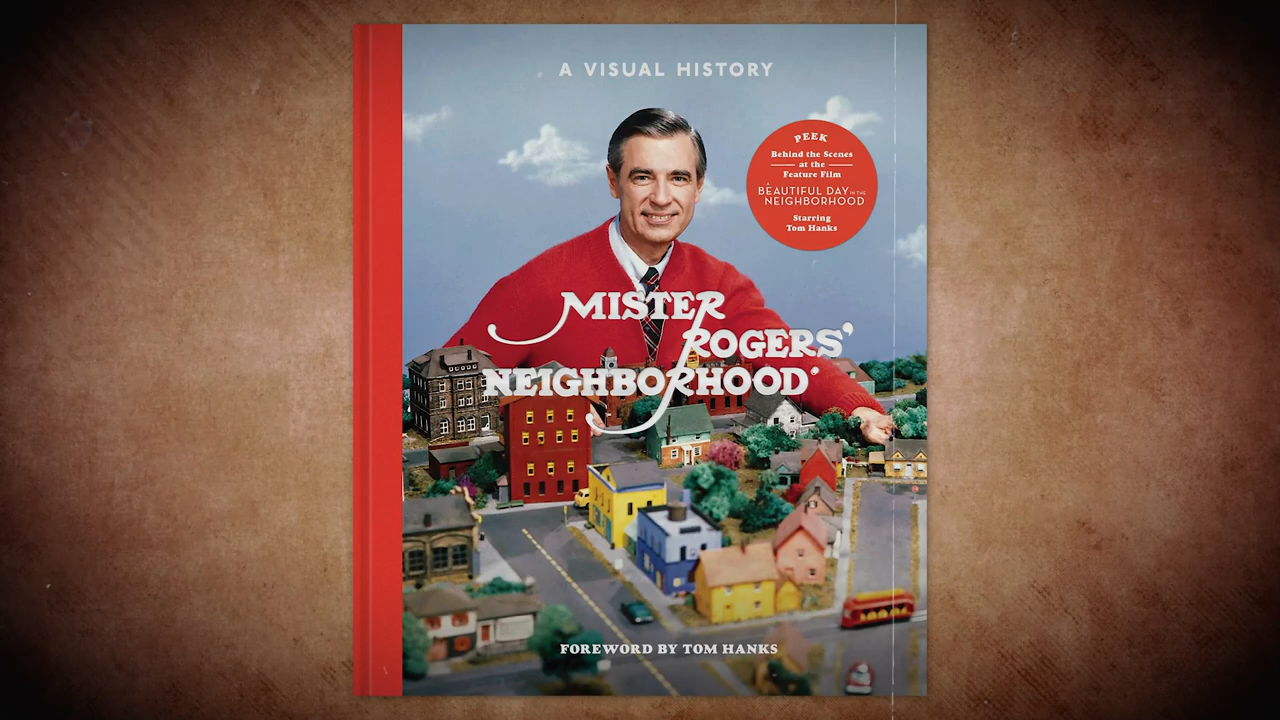 A VISUAL HISTORY
PEEK
Behind the Scenes
at the
Feature Film
A
BEAUTIFUL DAY IN THE
NEIGHBORHOOD
Starring
Tom Hanks
MISTER
ROGERS'
NEIGHBORHOOD
FOREWORD BY TOM HANKS